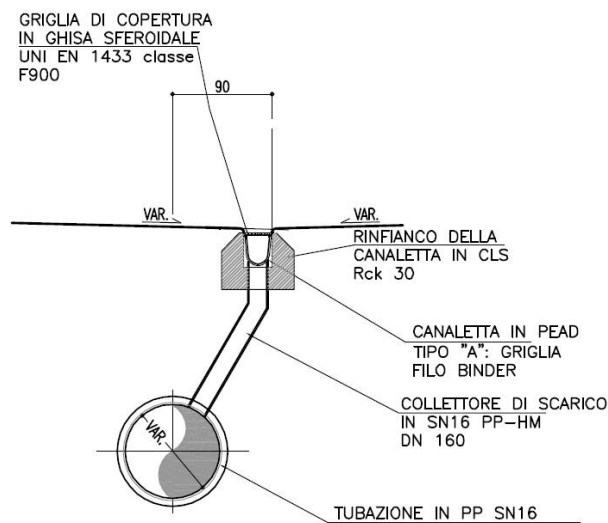 GRIGLIA DI COPERTURA
IN GHISA SFEROIDALE
UNI EN 1433 classe
F900
90
VAR.
VAR.
RINFIANCO DELLA
CANALETTA IN CLS
Rck 30
CANALETTA IN PEAD
TIPO "A": GRIGLIA
FILO BINDER
COLLETTORE DI SCARICO
IN SN16 PP-HM
DN 160
VAR.
TUBAZIONE IN PP SN16